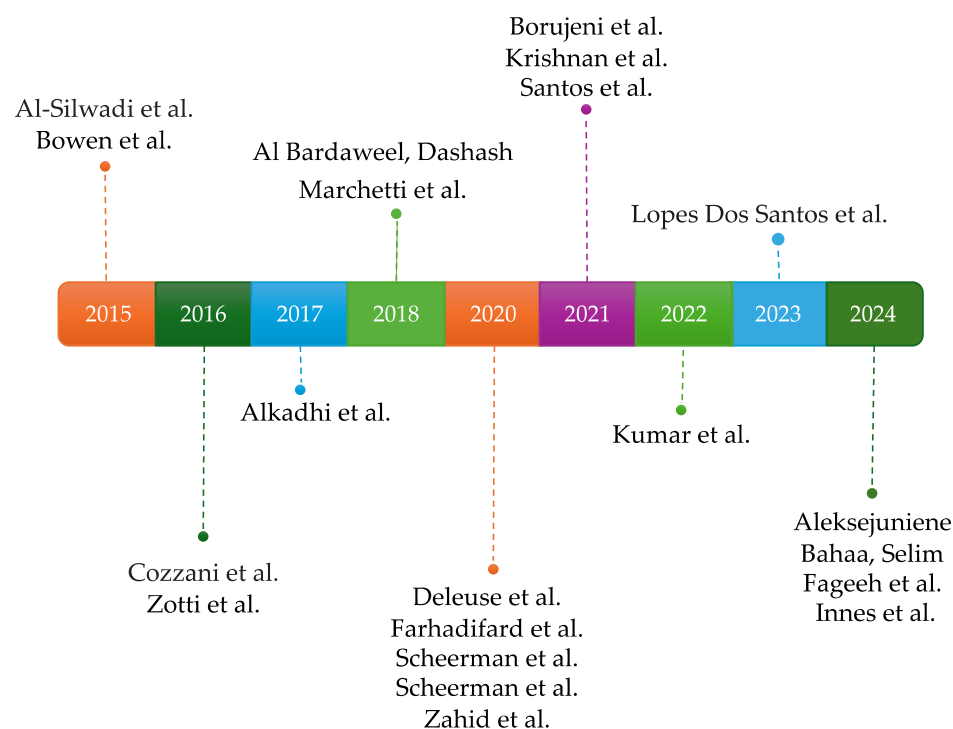 Borujeni et al.
Krishnan et al.
Santos et al.
Al-Silwadi et al.
Bowen et al.
Al Bardaweel, Dashash
Marchetti et al.
Lopes Dos Santos et al.
2015
2016
2017
2018
2020
2021
2022
2023
2024
Alkadhi et al.
Kumar et al.
Cozzani et al.
Zotti et al.
Deleuse et al.
Farhadifard et al.
Scheerman et al.
Scheerman et al.
Zahid et al.
Aleksejuniene
Bahaa, Selim
Fageeh et al.
Innes et al.